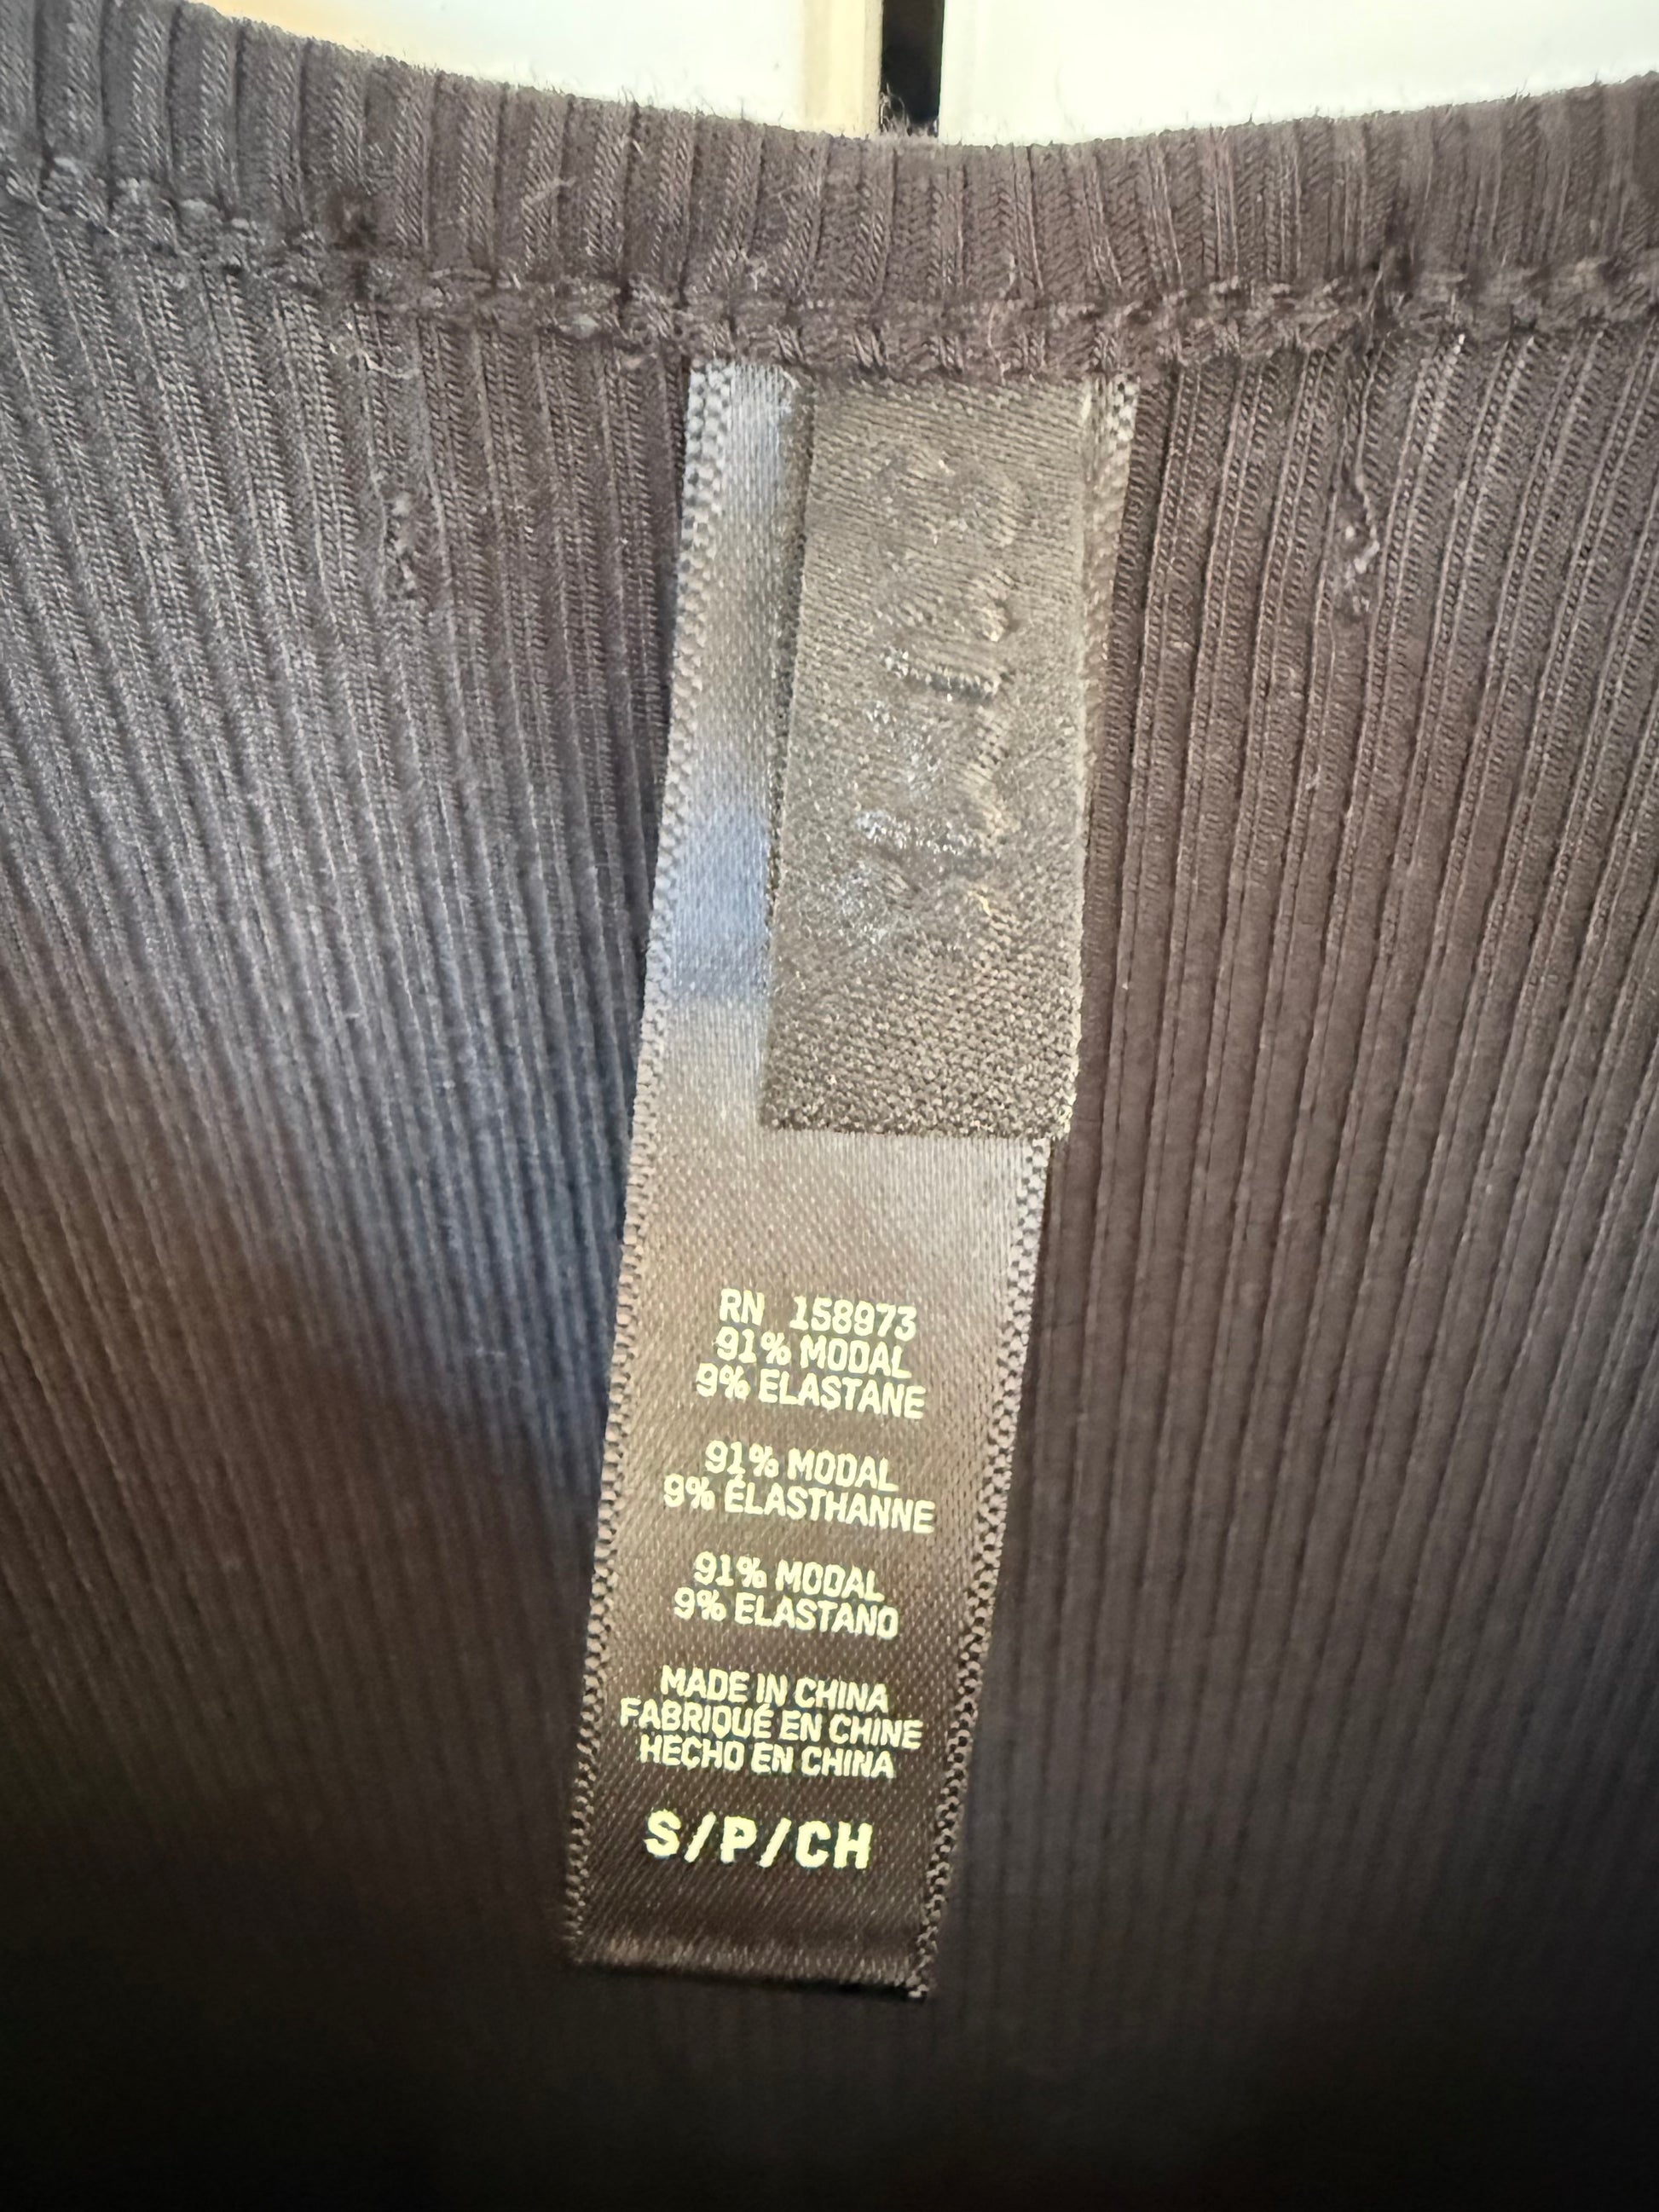 RN 158973
91% MODAL
9% ELASTANE
91% MODAL
9% ÉLASTHANNE
91% MODAL
9% ELASTANO
MADE IN CHINA
FABRIQUÉ EN CHINE
HECHO EN CHINA
S/P/CH